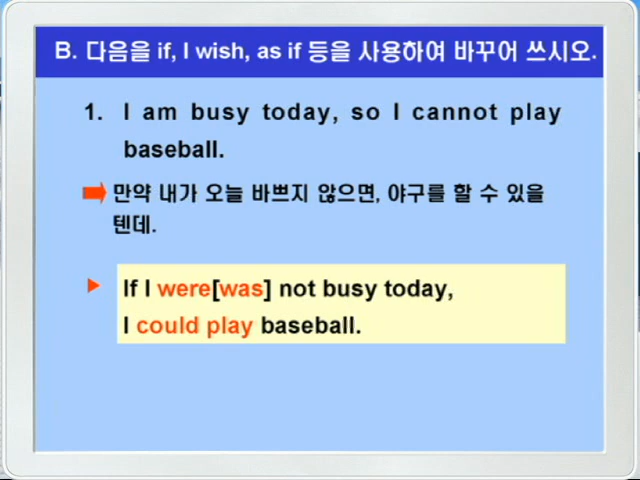 B. 다음을 if, I wish, as if 등을 사용하여 바꾸어 쓰시오.
1. I am busy today, so I cannot play
baseball.
만약 내가 오늘 바쁘지 않으면, 야구를 할 수 있을
텐데.
If I were[was] not busy today,
I could play baseball.